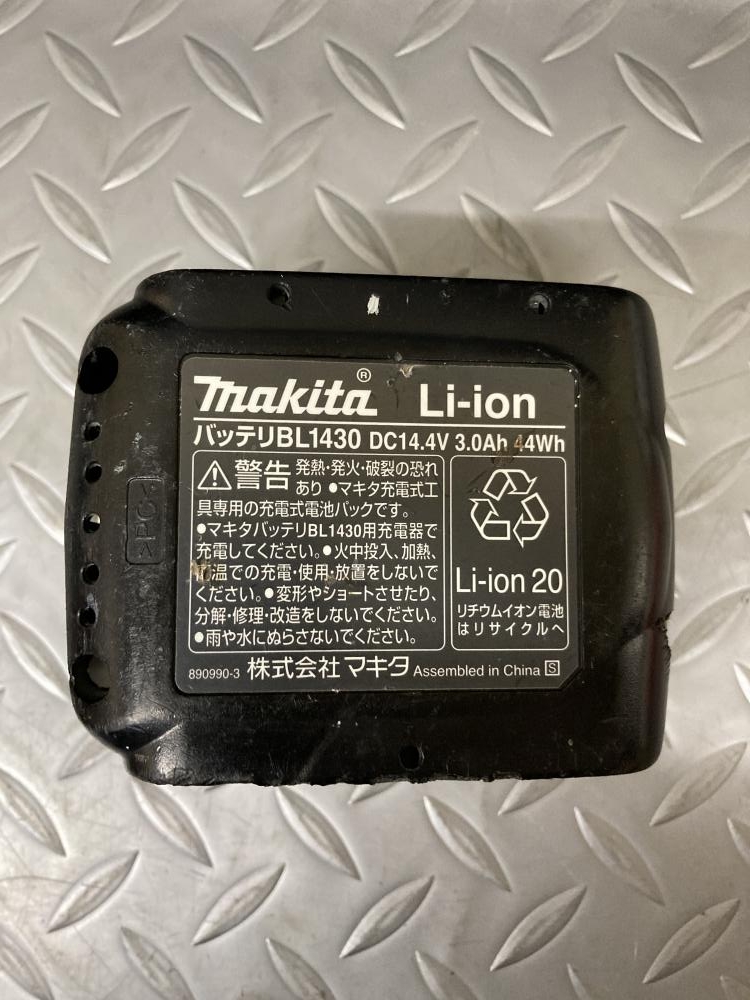 makita® Li-ion
バッテリBL1430 DC14.4V 3.0Ah 44Wh
警告 発熱・発火・破裂の恐れ
あり ●マキタ充電式工
具専用の充電式電池パックです。
●マキタバッテリBL1430用充電器で
充電してください。●火中投入、加熱、
高温での充電・使用・放置をしないで
ください。●変形やショートさせたり、
分解・修理・改造をしないでください。
●雨や水にぬらさないでください。
Li-ion 20
リチウムイオン電池
はリサイクルへ
890990-3 株式会社 マキタ Assembled in China S